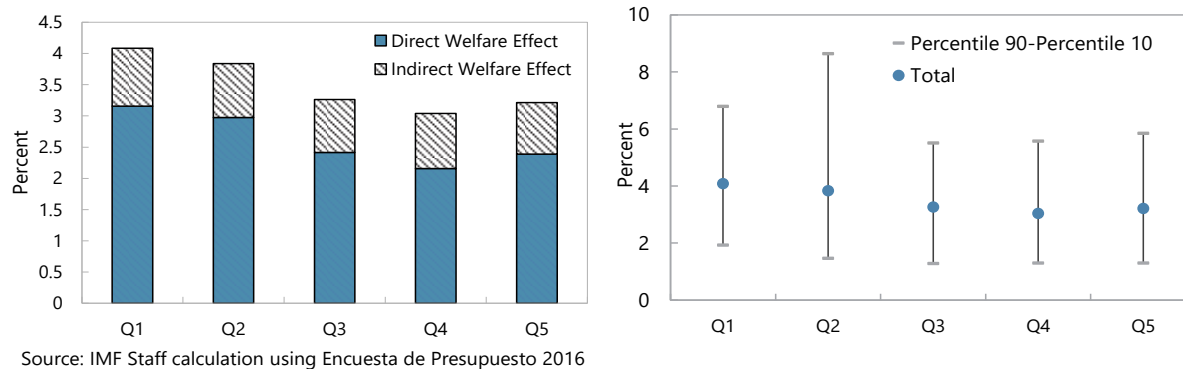 Percent
4.5
4
3.5
3
2.5
2
1.5
1
0.5
0
Direct Welfare Effect
Indirect Welfare Effect
Q1 Q2 Q3 Q4 Q5
Source: IMF Staff calculation using Encuesta de Presupuesto 2016
Percent
10
8
6
4
2
0
Percentile 90-Percentile 10
Total
Q1 Q2 Q3 Q4 Q5